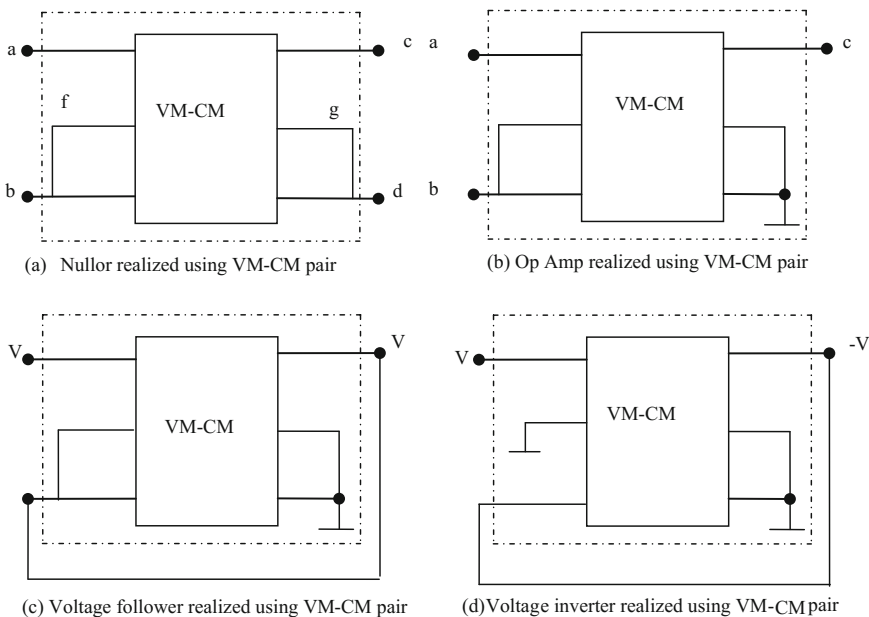 a
c
f
VM-CM
g
b
d
(a) Nullor realized using VM-CM pair
a
c
VM-CM
b
(b) Op Amp realized using VM-CM pair
V
V
VM-CM
(c) Voltage follower realized using VM-CM pair
V
-V
VM-CM
(d)Voltage inverter realized using VM-CM pair